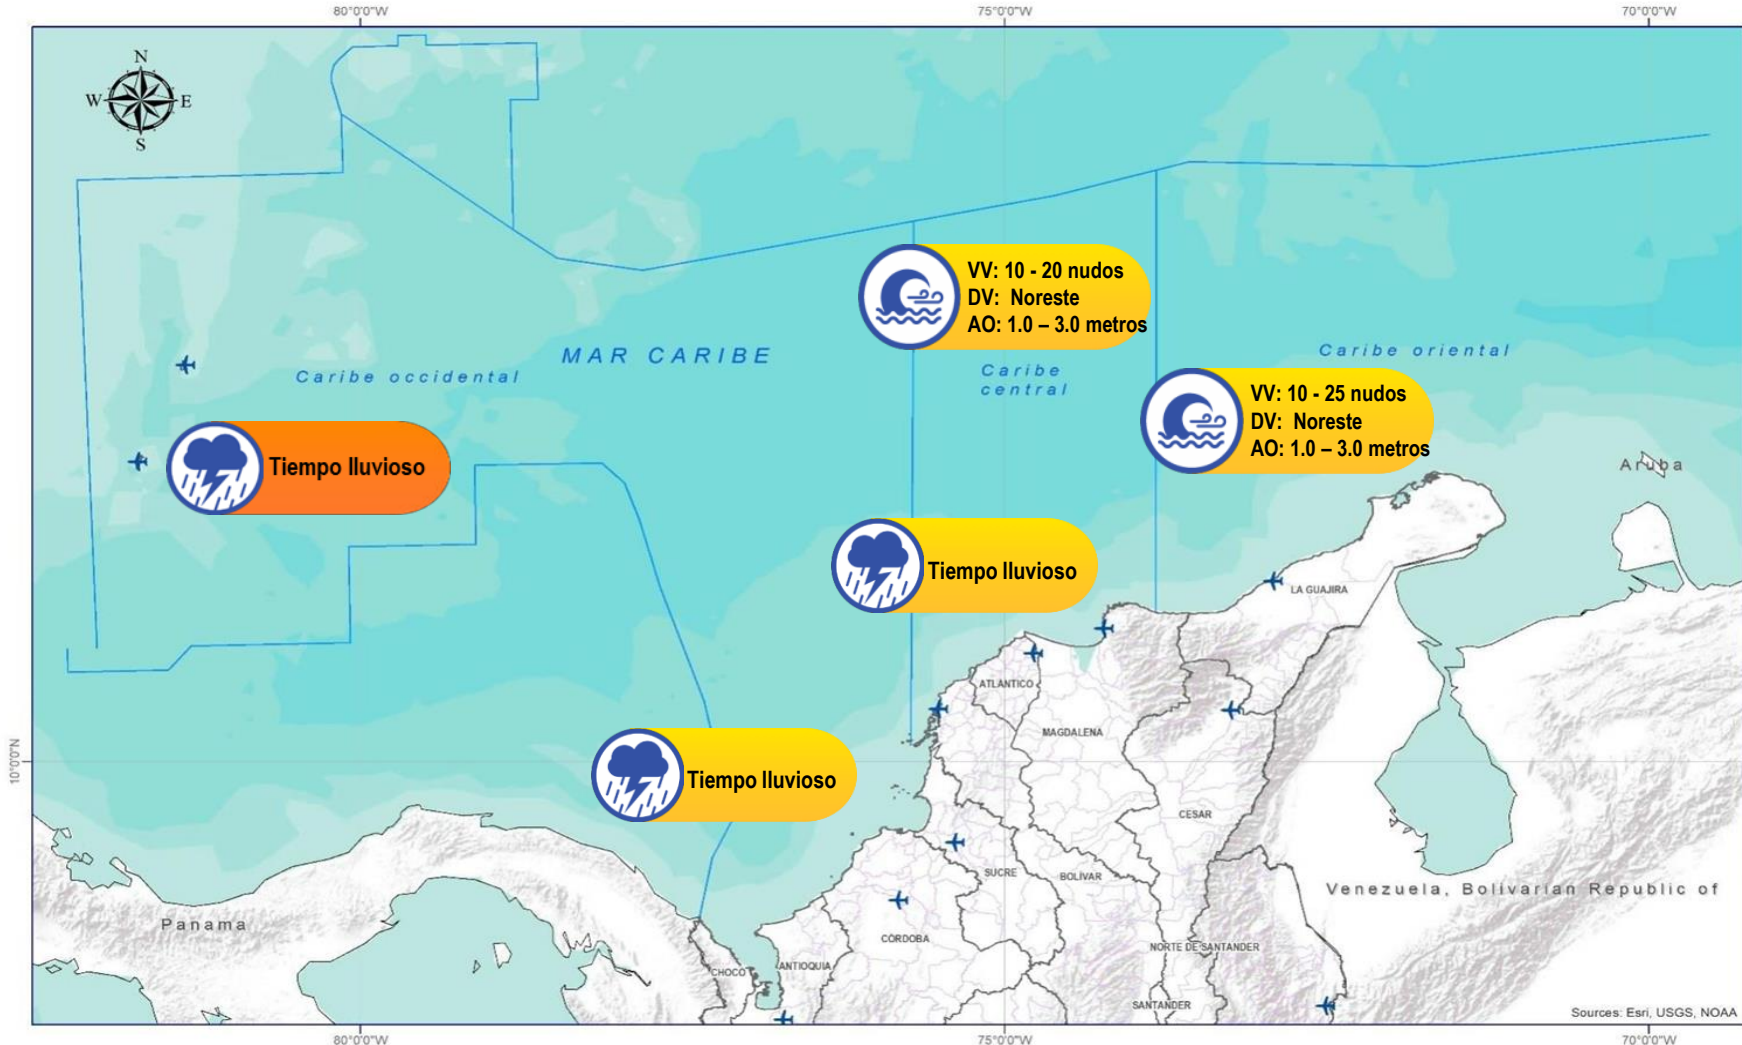 80°0'0"W
75°0'0"W
70°0'0"W
N
W
E
S
VV: 10 - 20 nudos
DV: Noreste
AO: 1.0 – 3.0 metros
MAR CARIBE
Caribe occidental
Caribe
central
Caribe oriental
VV: 10 - 25 nudos
DV: Noreste
AO: 1.0 – 3.0 metros
Tiempo lluvioso
Aruba
Tiempo lluvioso
LA GUAJIRA
ATLÁNTICO
MAGDALENA
10°0'0"N
Tiempo lluvioso
CESAR
SUCRE
BOLÍVAR
Venezuela, Bolivarian Republic of
Panama
CÓRDOBA
NORTE DE SANTANDER
CHOCÓ
ANTIOQUIA
SANTANDER
Sources: Esri, USGS, NOAA
80°0'0"W
75°0'0"W
70°0'0"W